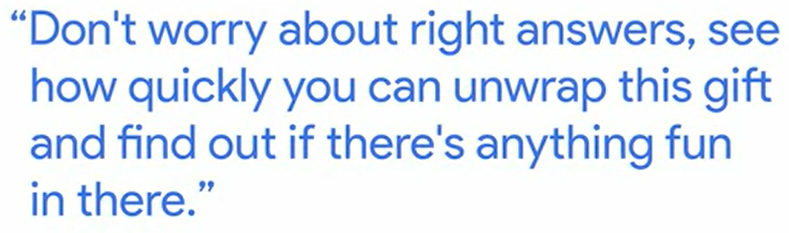 “Don't worry about right answers, see
how quickly you can unwrap this gift
and find out if there's anything fun
in there.”